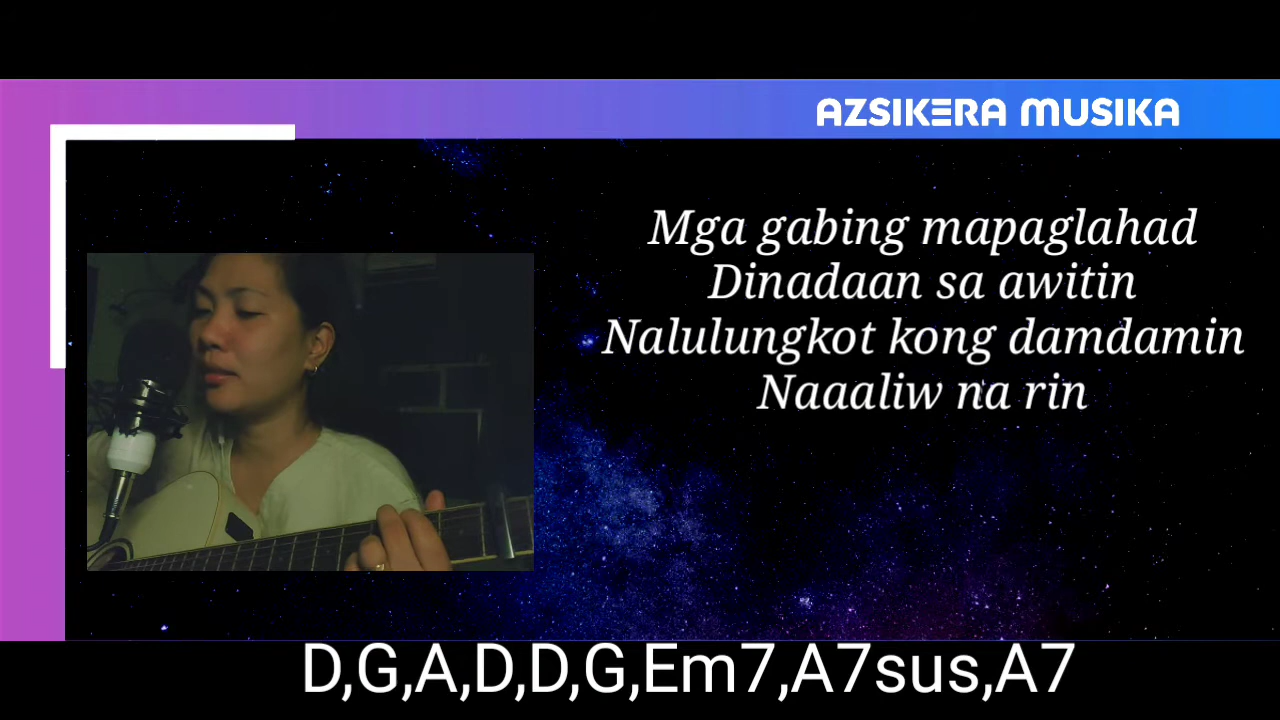 AZSIKERA MUSIKA
Mga gabing mapaglahad
Dinadaan sa awitin
Nalulungkot kong damdamin
Naaaliw na rin
D,G,A,D,D,G,Em7,A7sus,A7